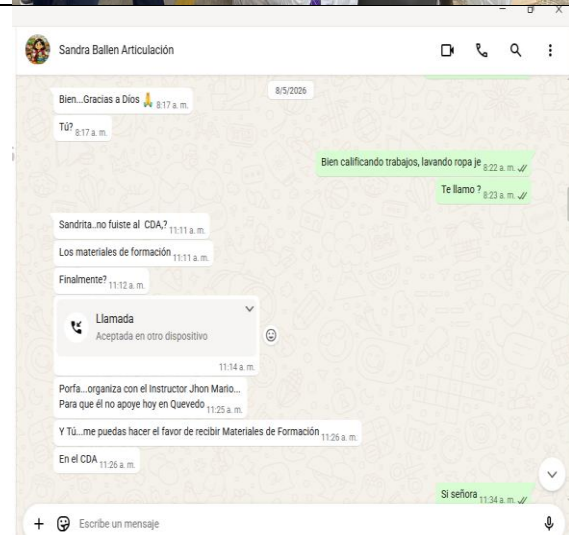 Sandra Ballen Articulación
8/5/2026
Bien...Gracias a Díos 🙏 8:17 a. m.
Tú? 8:17 a. m.
Bien calificando trabajos, lavando ropa je 8:22 a. m.
Te llamo ? 8:23 a. m.
Sandrita..no fuiste al CDA,? 11:11 a. m.
Los materiales de formación 11:11 a. m.
Finalmente? 11:12 a. m.
Llamada
Aceptada en otro dispositivo
11:14 a. m.
Porfa...organiza con el Instructor Jhon Mario...
Para que él no apoye hoy en Quevedo 11:25 a. m.
Y Tú...me puedas hacer el favor de recibir Materiales de Formación 11:26 a. m.
En el CDA 11:26 a. m.
Si señora 11:34 a. m.
Escribe un mensaje